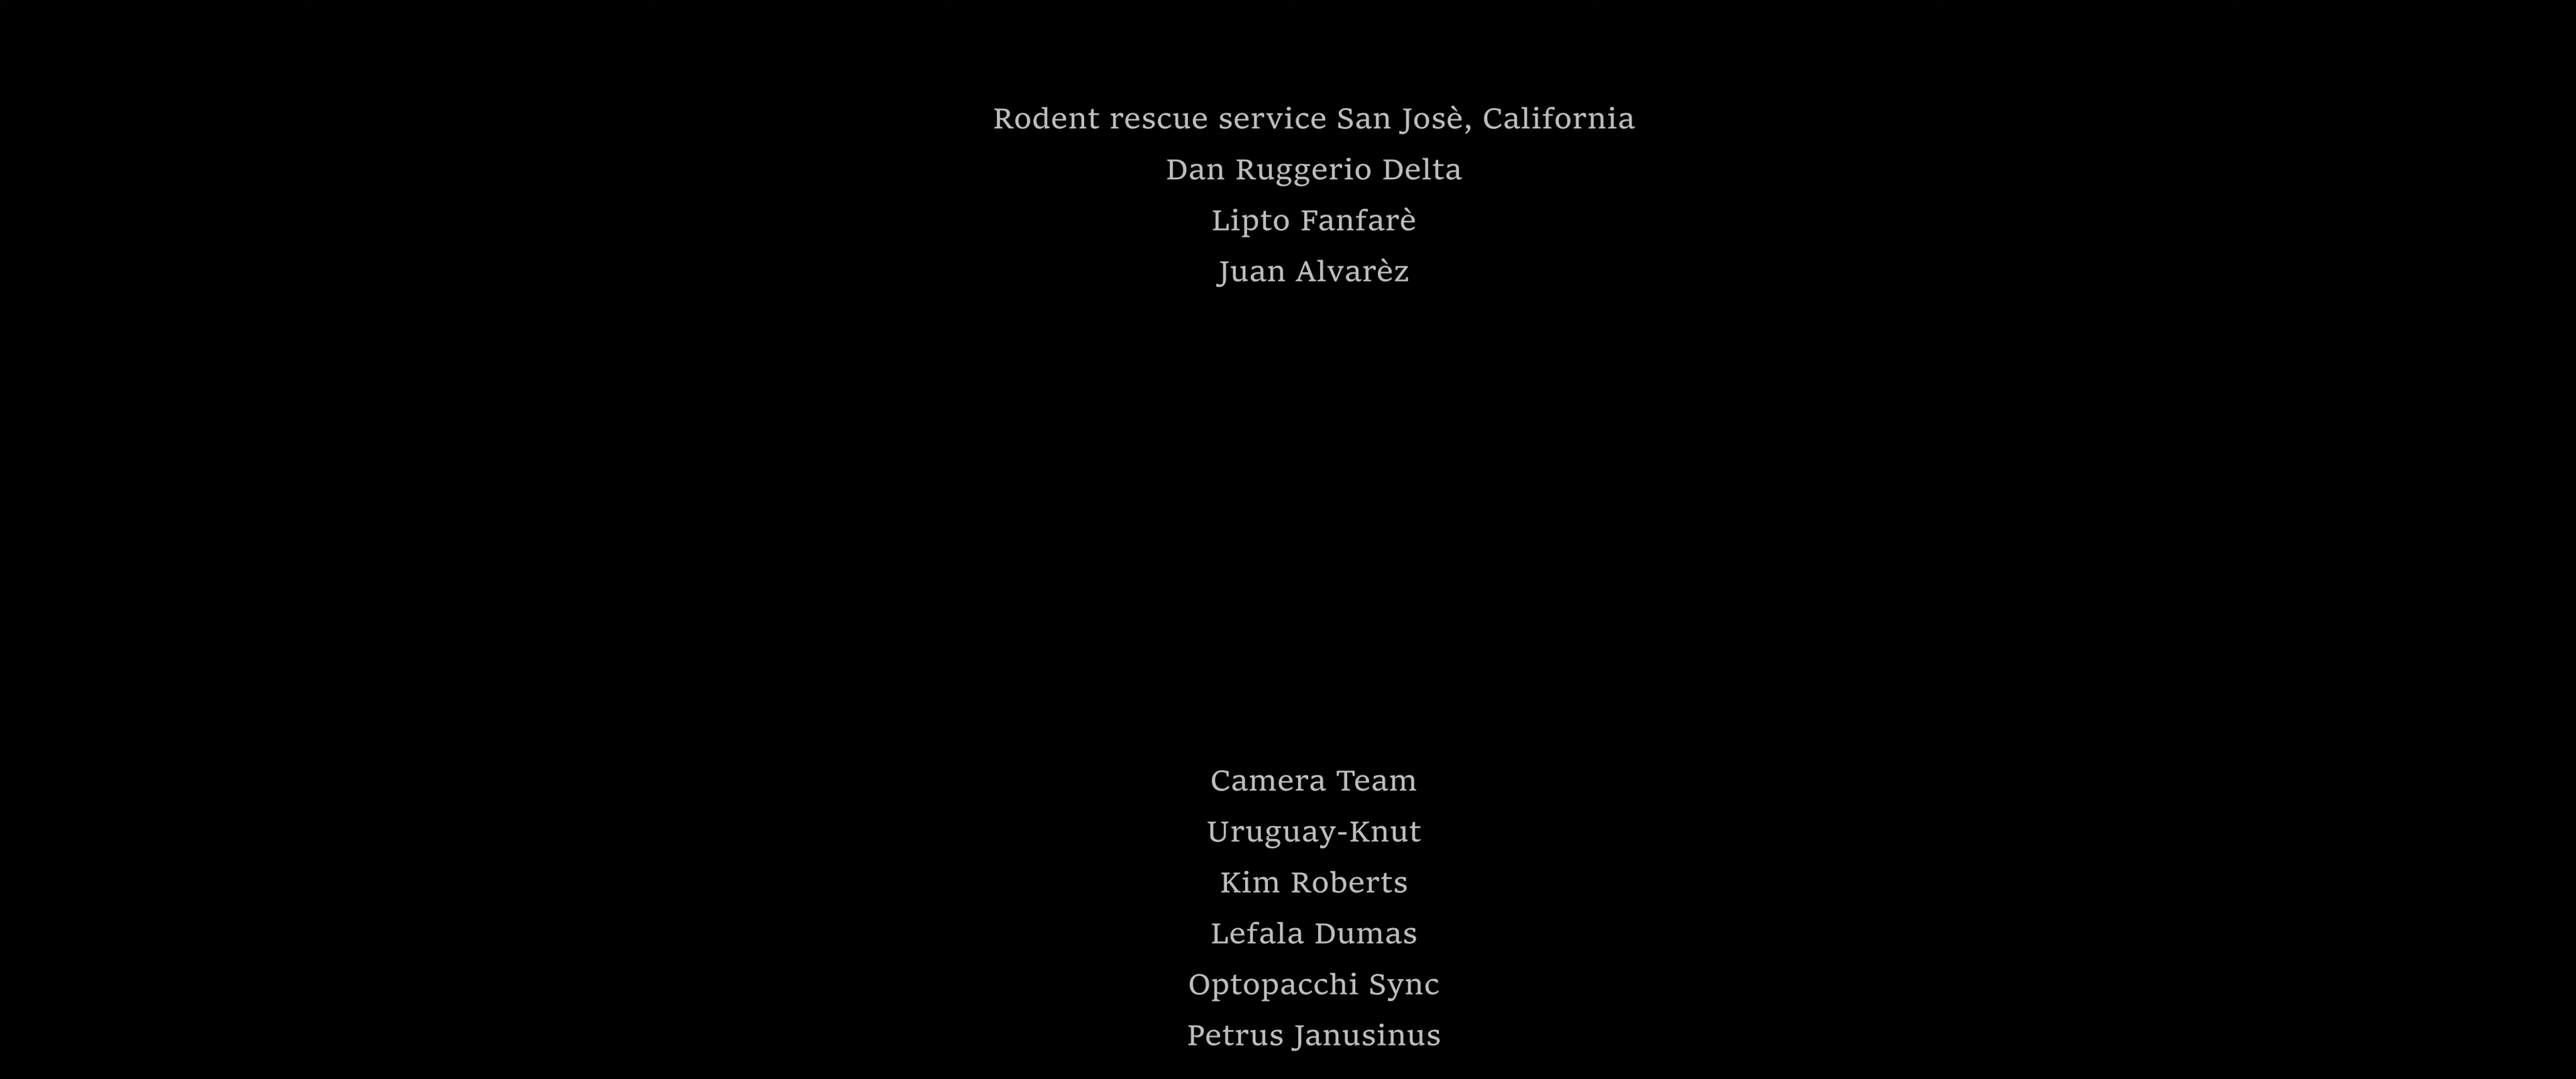 Rodent rescue service San Josè, California
Dan Ruggerio Delta
Lipto Fanfarè
Juan Alvarèz
Camera Team
Uruguay-Knut
Kim Roberts
Lefala Dumas
Optopacchi Sync
Petrus Janusinus